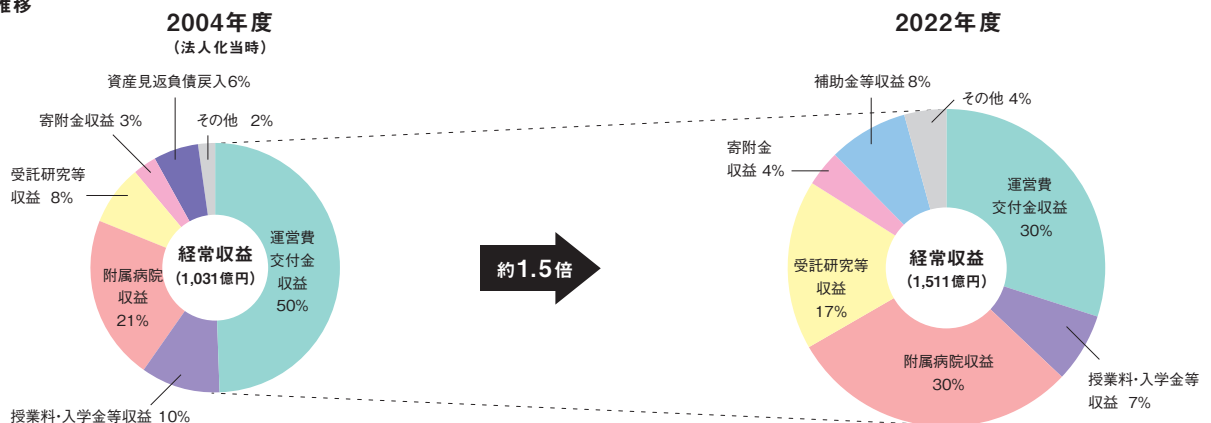 推移
2004年度
（法人化当時）
資産見返負債戻入6%
寄附金収益 3%
その他 2%
受託研究等
収益 8%
附属病院
収益
21%
経常収益
（1,031億円）
運営費
交付金
収益
50%
授業料・入学金等収益 10%
約1.5倍
2022年度
補助金等収益 8%
その他 4%
寄附金
収益 4%
運営費
交付金収益
30%
受託研究等
収益
17%
経常収益
（1,511億円）
附属病院収益
30%
授業料・入学金等
収益 7%